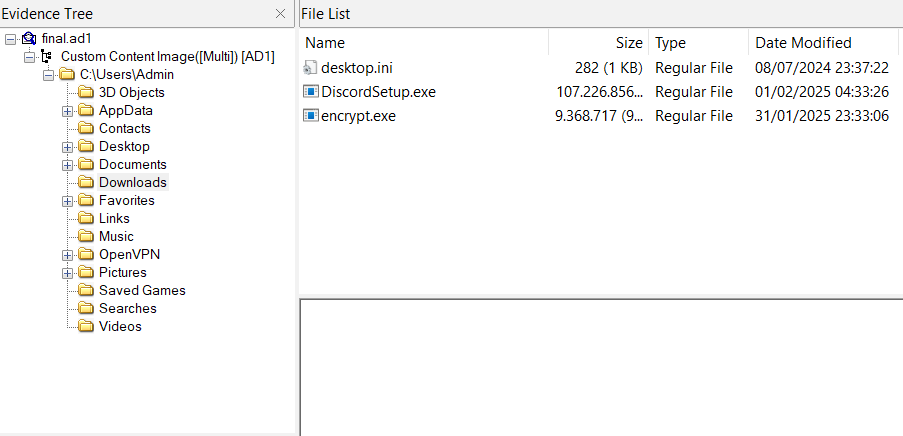 Evidence Tree
final.ad1
Custom Content Image([Multi]) [AD1]
C:\Users\Admin
3D Objects
AppData
Contacts
Desktop
Documents
Downloads
Favorites
Links
Music
OpenVPN
Pictures
Saved Games
Searches
Videos
File List
Name Size Type Date Modified
desktop.ini 282 (1 KB) Regular File 08/07/2024 23:37:22
DiscordSetup.exe 107.226.856... Regular File 01/02/2025 04:33:26
encrypt.exe 9.368.717 (9... Regular File 31/01/2025 23:33:06